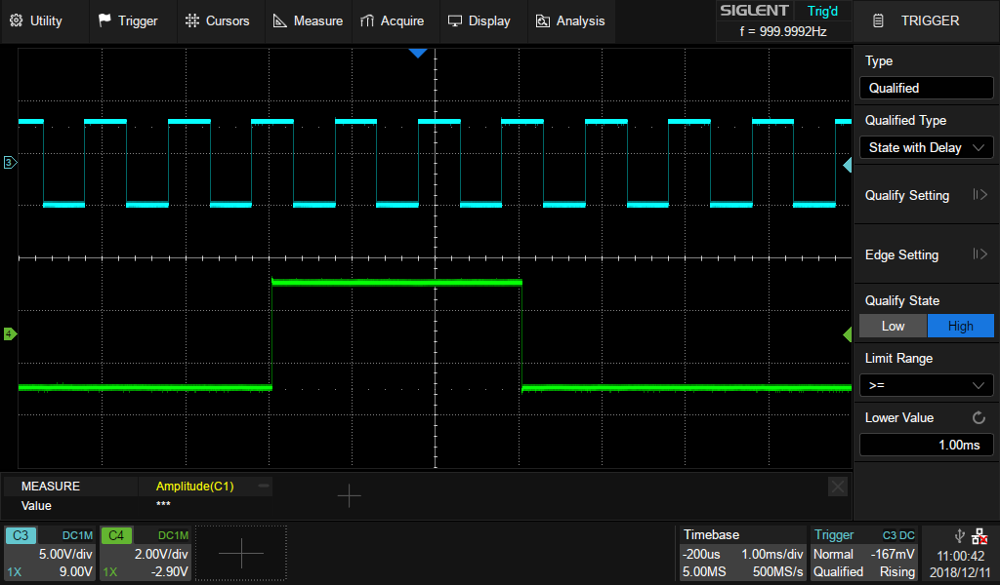 Utility Trigger Cursors Measure Acquire Display Analysis SIGLENT Trig'd TRIGGER
f = 999.9992Hz
Type
Qualified
Qualified Type
State with Delay
3
Qualify Setting
Edge Setting
Qualify State
Low High
4
Limit Range
>=
Lower Value
1.00ms
MEASURE Amplitude(C1)
Value ***
C3 DC1M C4 DC1M Timebase Trigger C3 DC
5.00V/div 2.00V/div -200us 1.00ms/div Normal -167mV 11:00:42
1X 9.00V 1X -2.90V 5.00MS 500MS/s Qualified Rising 2018/12/11